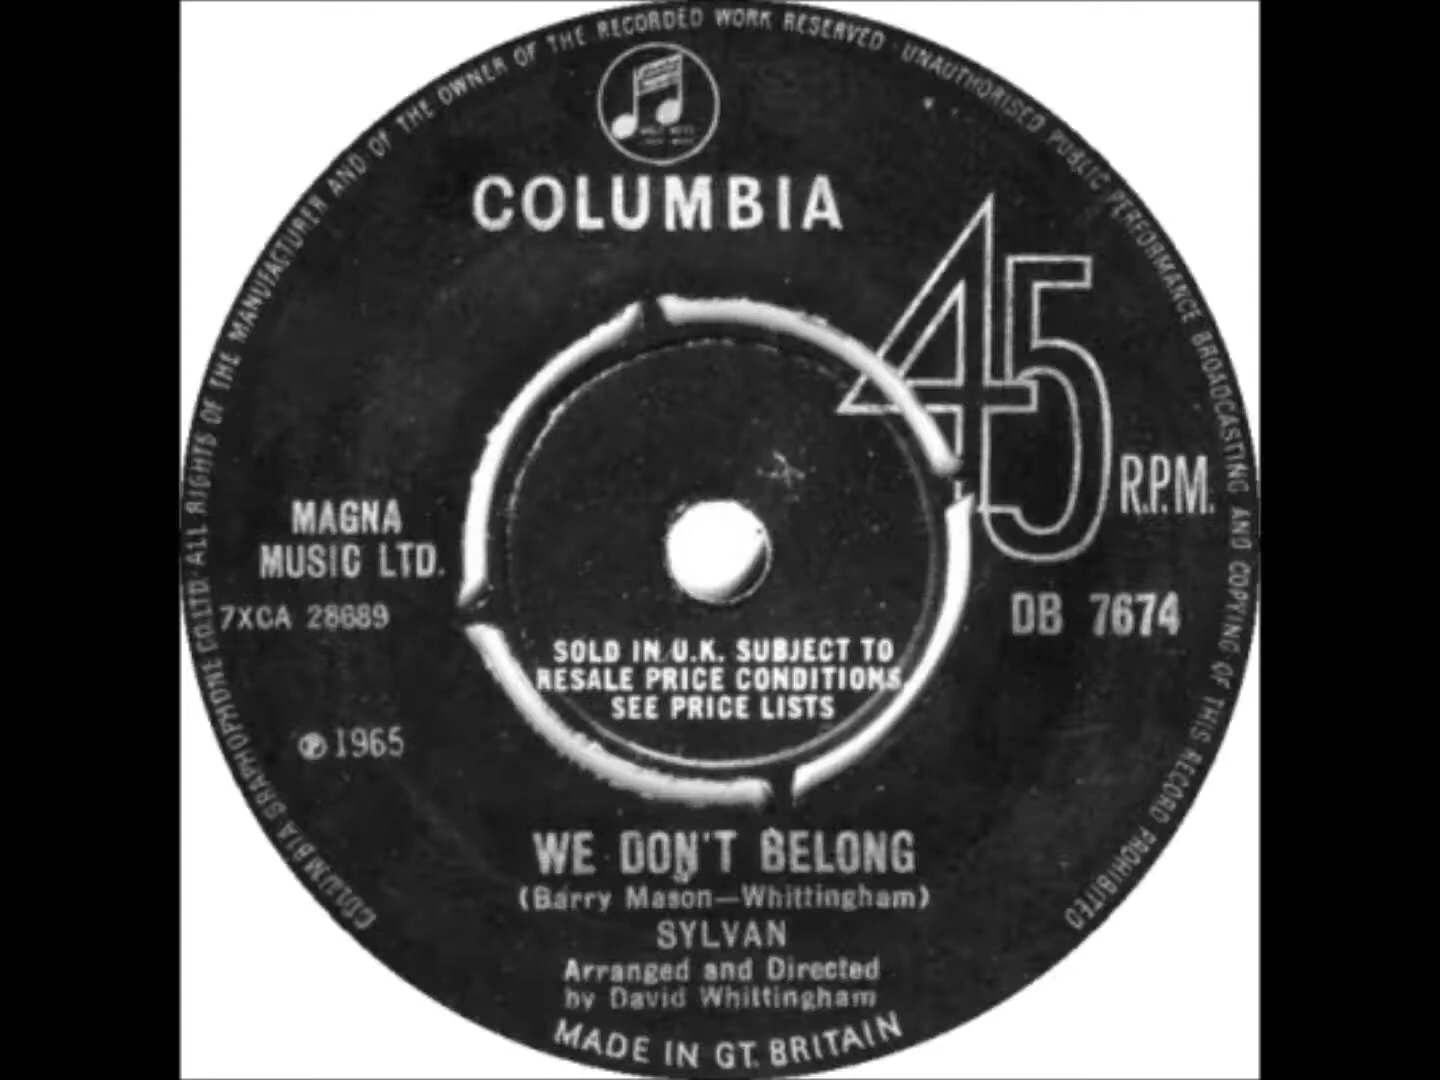 COLUMBIA GRAPHOPHONE CO. LTD. ALL RIGHTS OF THE MANUFACTURER AND OF THE OWNER OF THE RECORDED WORK RESERVED · UNAUTHORISED PUBLIC PERFORMANCE BROADCASTING AND COPYING OF THIS RECORD PROHIBITED
COLUMBIA
45
R.P.M.
MAGNA
MUSIC LTD.
7XCA 28689
DB 7674
SOLD IN U.K. SUBJECT TO
RESALE PRICE CONDITIONS,
SEE PRICE LISTS
℗ 1965
WE DON'T BELONG
(Barry Mason—Whittingham)
SYLVAN
Arranged and Directed
by David Whittingham
MADE IN GT. BRITAIN